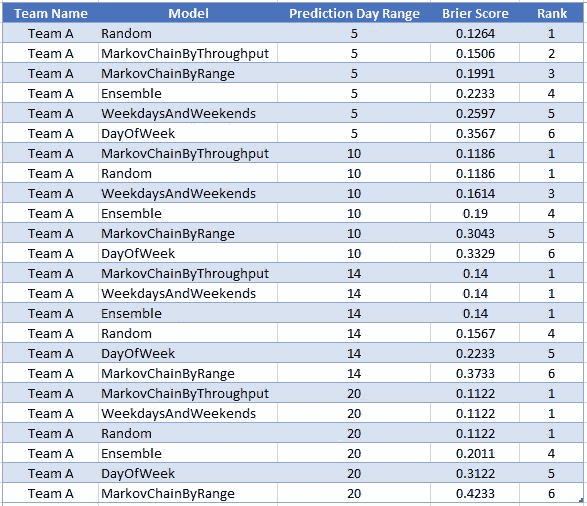 Team Name Model Prediction Day Range Brier Score Rank
Team A Random 5 0.1264 1
Team A MarkovChainByThroughput 5 0.1506 2
Team A MarkovChainByRange 5 0.1991 3
Team A Ensemble 5 0.2233 4
Team A WeekdaysAndWeekends 5 0.2597 5
Team A DayOfWeek 5 0.3567 6
Team A MarkovChainByThroughput 10 0.1186 1
Team A Random 10 0.1186 1
Team A WeekdaysAndWeekends 10 0.1614 3
Team A Ensemble 10 0.19 4
Team A MarkovChainByRange 10 0.3043 5
Team A DayOfWeek 10 0.3329 6
Team A MarkovChainByThroughput 14 0.14 1
Team A WeekdaysAndWeekends 14 0.14 1
Team A Ensemble 14 0.14 1
Team A Random 14 0.1567 4
Team A DayOfWeek 14 0.2233 5
Team A MarkovChainByRange 14 0.3733 6
Team A MarkovChainByThroughput 20 0.1122 1
Team A WeekdaysAndWeekends 20 0.1122 1
Team A Random 20 0.1122 1
Team A Ensemble 20 0.2011 4
Team A DayOfWeek 20 0.3122 5
Team A MarkovChainByRange 20 0.4233 6